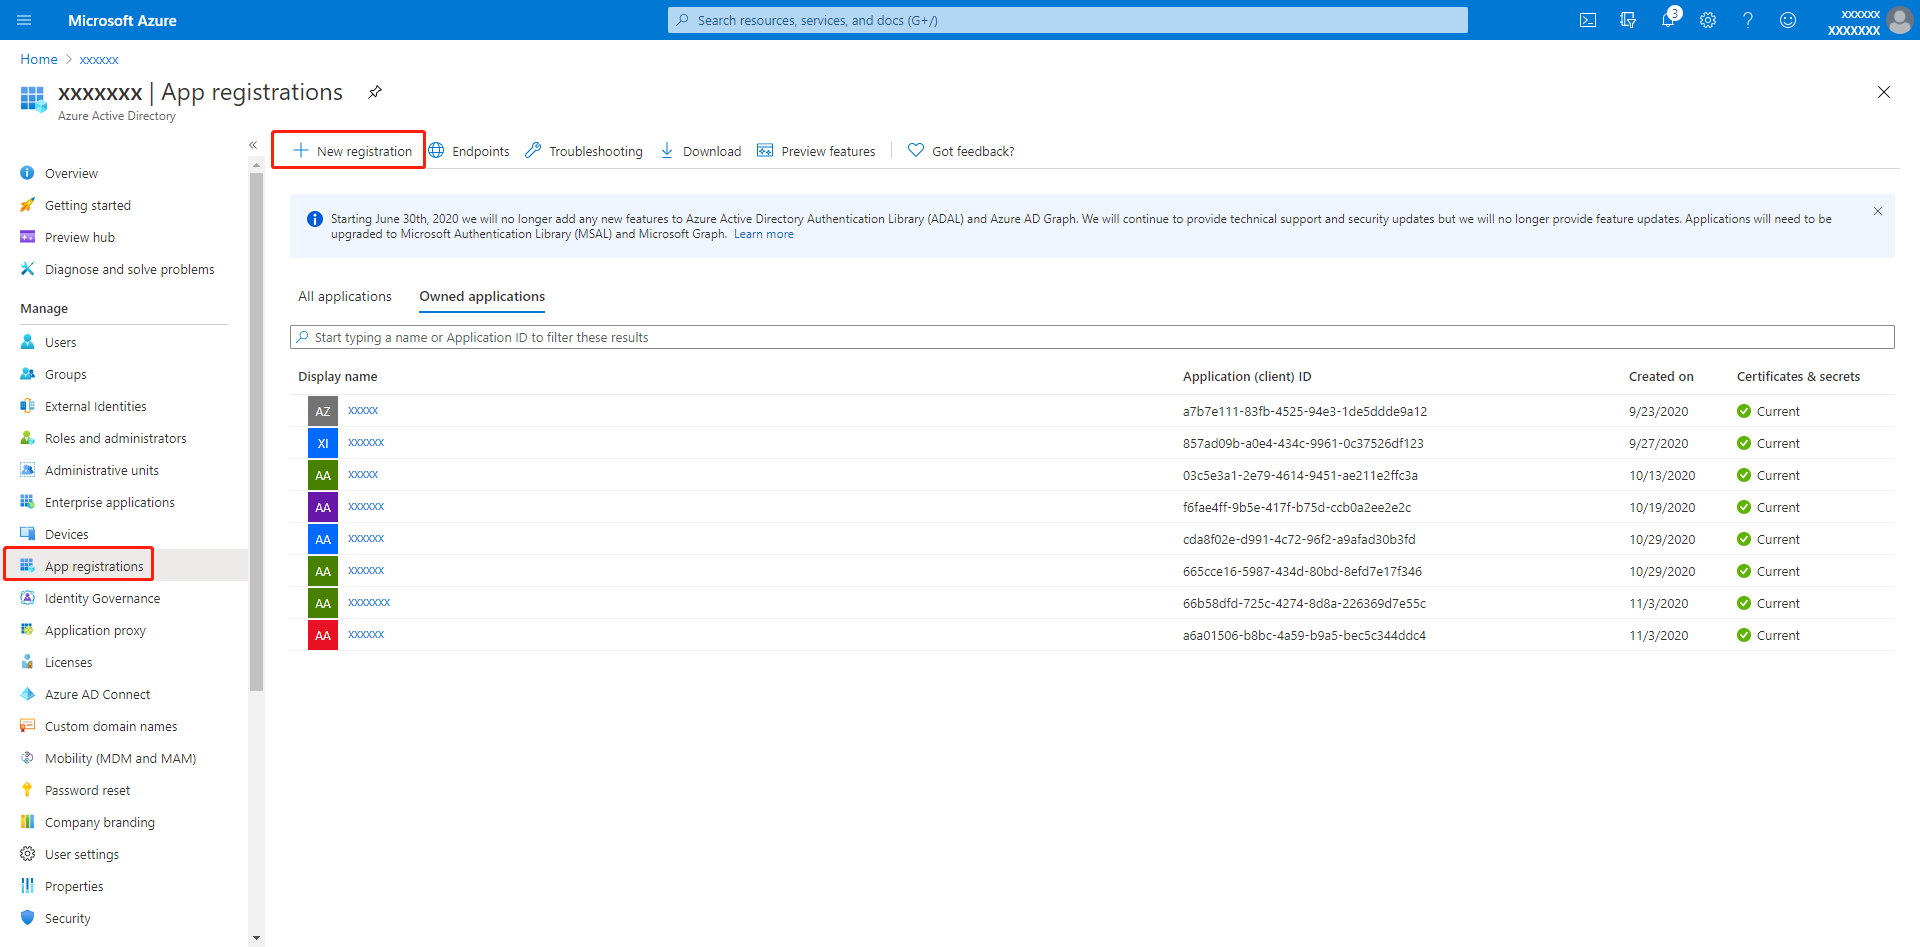 Microsoft Azure
Search resources, services, and docs (G+/)
3
xxxxxx
XXXXXXX
Home > xxxxxx
xxxxxxx | App registrations
Azure Active Directory
«
New registration
Endpoints
Troubleshooting
Download
Preview features
Got feedback?
Overview
Getting started
Preview hub
Diagnose and solve problems
Manage
Users
Groups
External Identities
Roles and administrators
Administrative units
Enterprise applications
Devices
App registrations
Identity Governance
Application proxy
Licenses
Azure AD Connect
Custom domain names
Mobility (MDM and MAM)
Password reset
Company branding
User settings
Properties
Security
Starting June 30th, 2020 we will no longer add any new features to Azure Active Directory Authentication Library (ADAL) and Azure AD Graph. We will continue to provide technical support and security updates but we will no longer provide feature updates. Applications will need to be
upgraded to Microsoft Authentication Library (MSAL) and Microsoft Graph. Learn more
All applications
Owned applications
Start typing a name or Application ID to filter these results
Display name Application (client) ID Created on Certificates & secrets
AZ xxxxx a7b7e111-83fb-4525-94e3-1de5ddde9a12 9/23/2020 Current
XI xxxxxx 857ad09b-a0e4-434c-9961-0c37526df123 9/27/2020 Current
AA xxxxx 03c5e3a1-2e79-4614-9451-ae211e2ffc3a 10/13/2020 Current
AA xxxxxx f6fae4ff-9b5e-417f-b75d-ccb0a2ee2e2c 10/19/2020 Current
AA xxxxxx cda8f02e-d991-4c72-96f2-a9afad30b3fd 10/29/2020 Current
AA xxxxxx 665cce16-5987-434d-80bd-8efd7e17f346 10/29/2020 Current
AA xxxxxxx 66b58dfd-725c-4274-8d8a-226369d7e55c 11/3/2020 Current
AA xxxxxx a6a01506-b8bc-4a59-b9a5-bec5c344ddc4 11/3/2020 Current